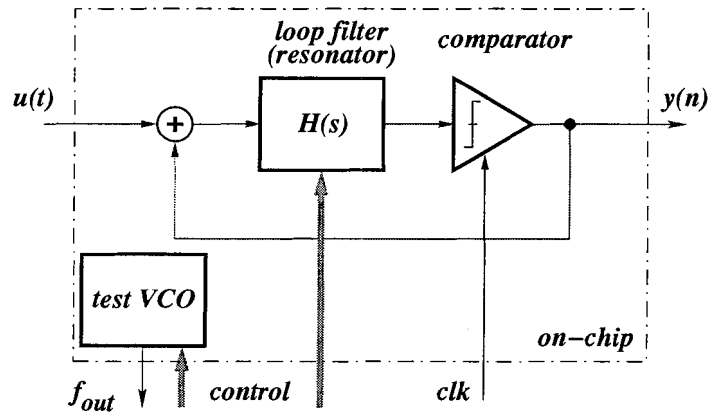 loop filter
(resonator)
comparator
u(t)
y(n)
+
H(s)
test VCO
on-chip
f_out
control
clk